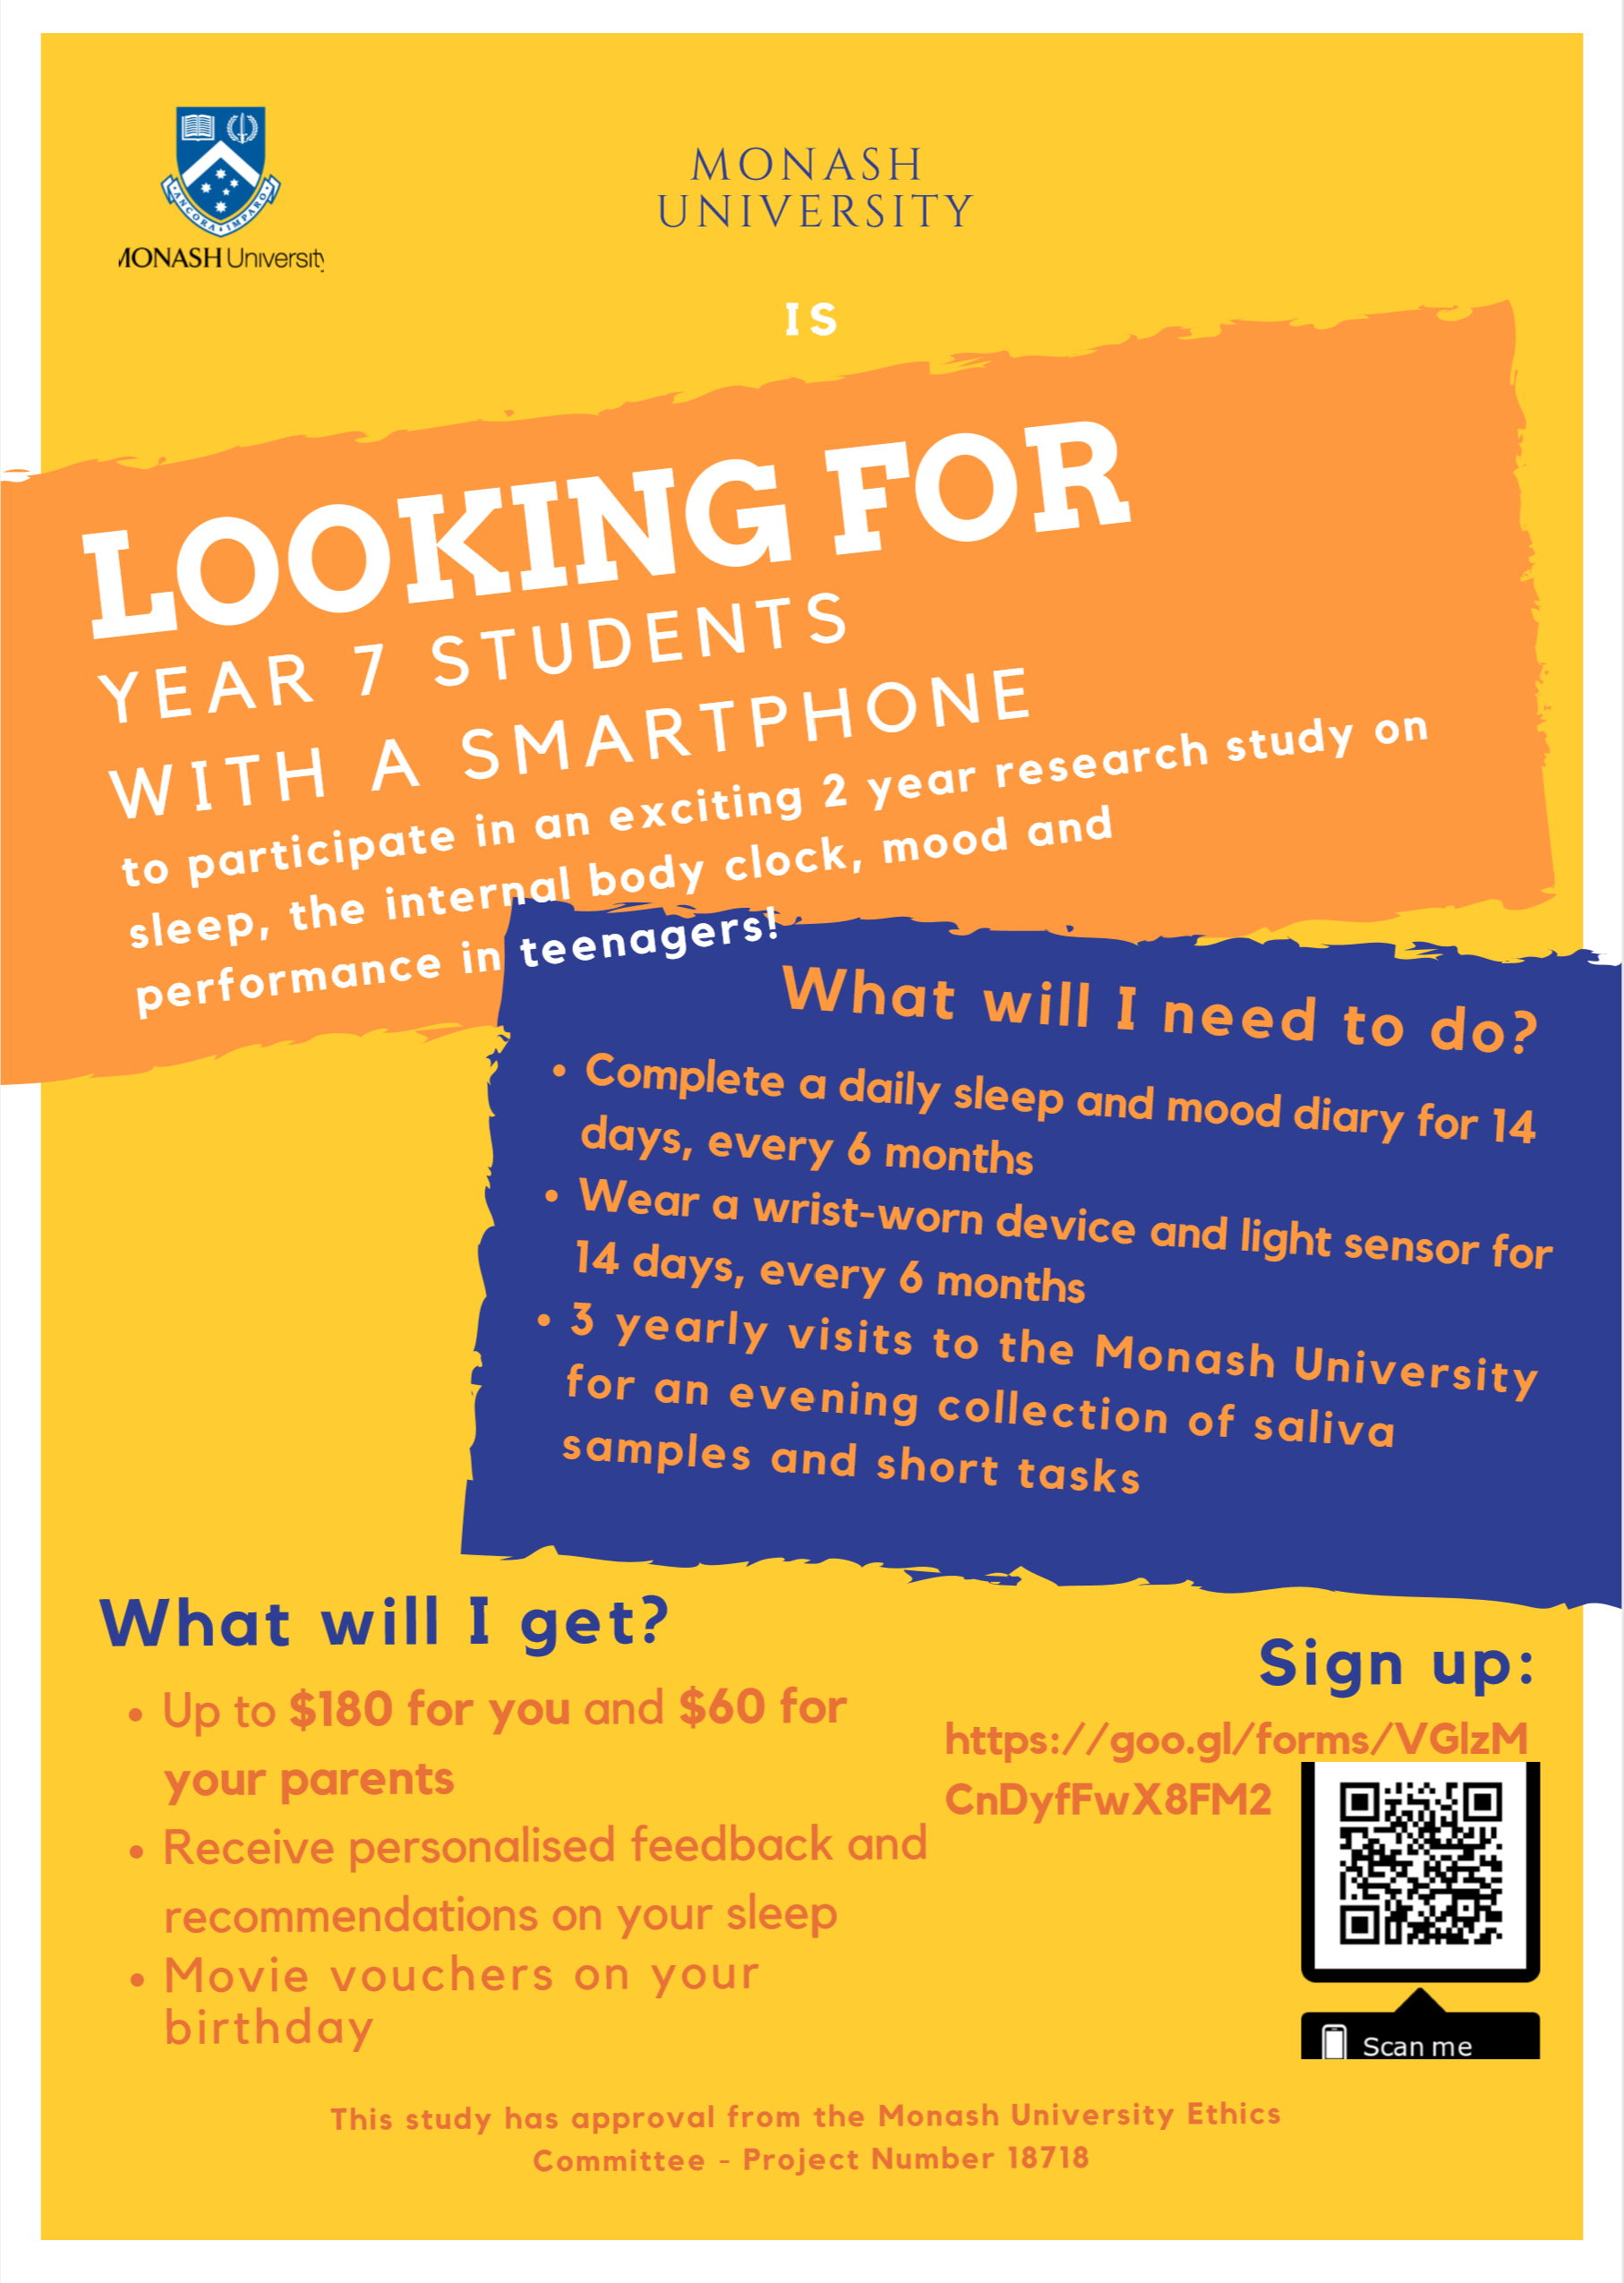 ANCORA IMPARO
MONASH University
MONASH
UNIVERSITY
IS
LOOKING FOR
YEAR 7 STUDENTS
WITH A SMARTPHONE
to participate in an exciting 2 year research study on
sleep, the internal body clock, mood and
performance in teenagers!
What will I need to do?
• Complete a daily sleep and mood diary for 14
days, every 6 months
• Wear a wrist-worn device and light sensor for
14 days, every 6 months
• 3 yearly visits to the Monash University
for an evening collection of saliva
samples and short tasks
What will I get?
• Up to $180 for you and $60 for
your parents
• Receive personalised feedback and
recommendations on your sleep
• Movie vouchers on your
birthday
Sign up:
https://goo.gl/forms/VGlzM
CnDyfFwX8FM2
Scan me
This study has approval from the Monash University Ethics
Committee - Project Number 18718